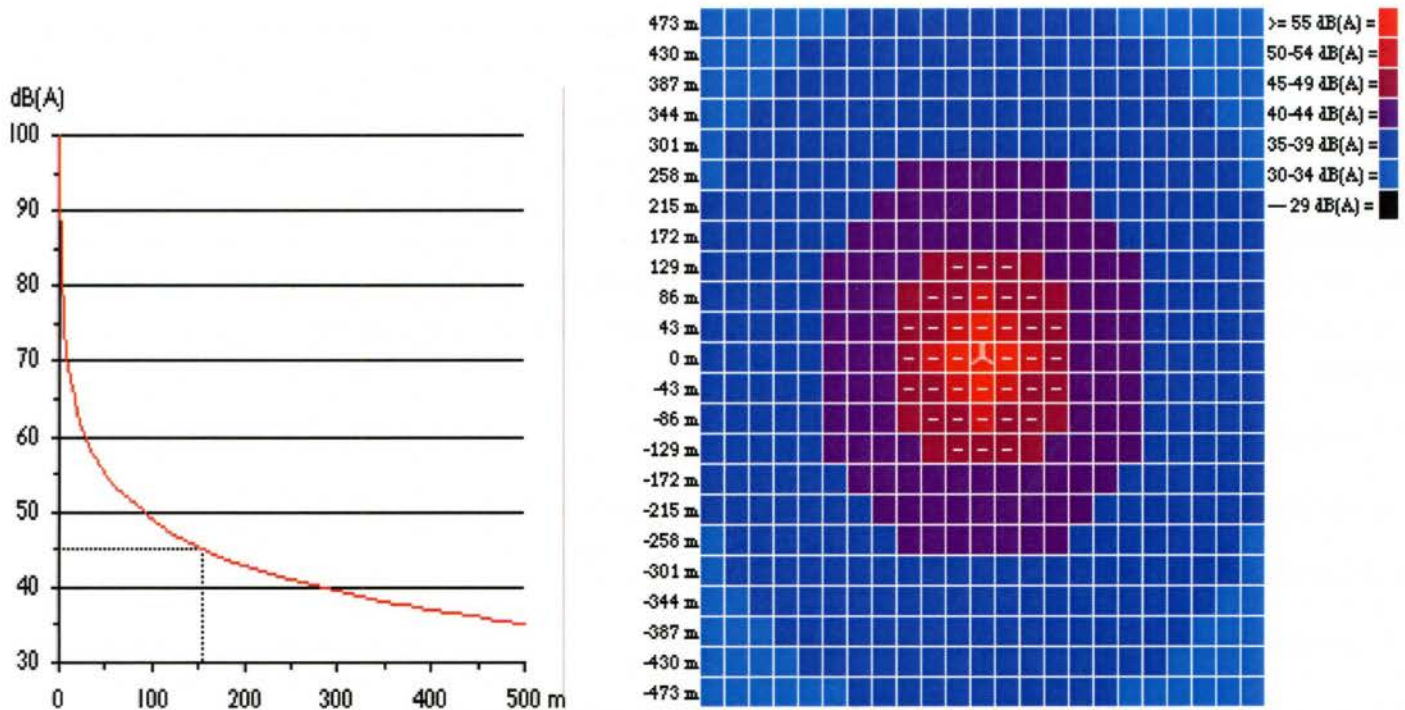 dB(A)
100
90
80
70
60
50
40
30
0 100 200 300 400 500 m
473 m
430 m
387 m
344 m
301 m
258 m
215 m
172 m
129 m
86 m
43 m
0 m
-43 m
-86 m
-129 m
-172 m
-215 m
-258 m
-301 m
-344 m
-387 m
-430 m
-473 m
>= 55 dB(A) =
50-54 dB(A) =
45-49 dB(A) =
40-44 dB(A) =
35-39 dB(A) =
30-34 dB(A) =
—29 dB(A) =